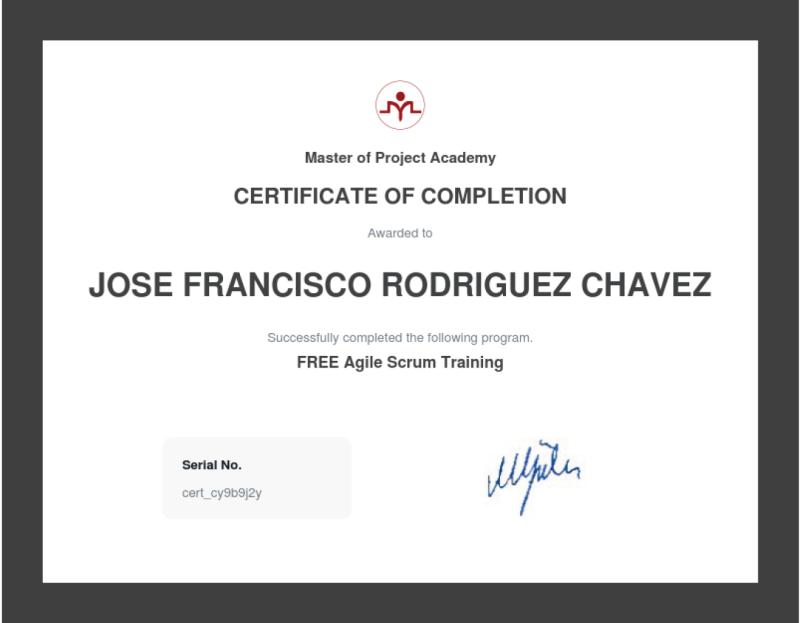 Master of Project Academy
CERTIFICATE OF COMPLETION
Awarded to
JOSE FRANCISCO RODRIGUEZ CHAVEZ
Successfully completed the following program.
FREE Agile Scrum Training
Serial No.
cert_cy9b9j2y